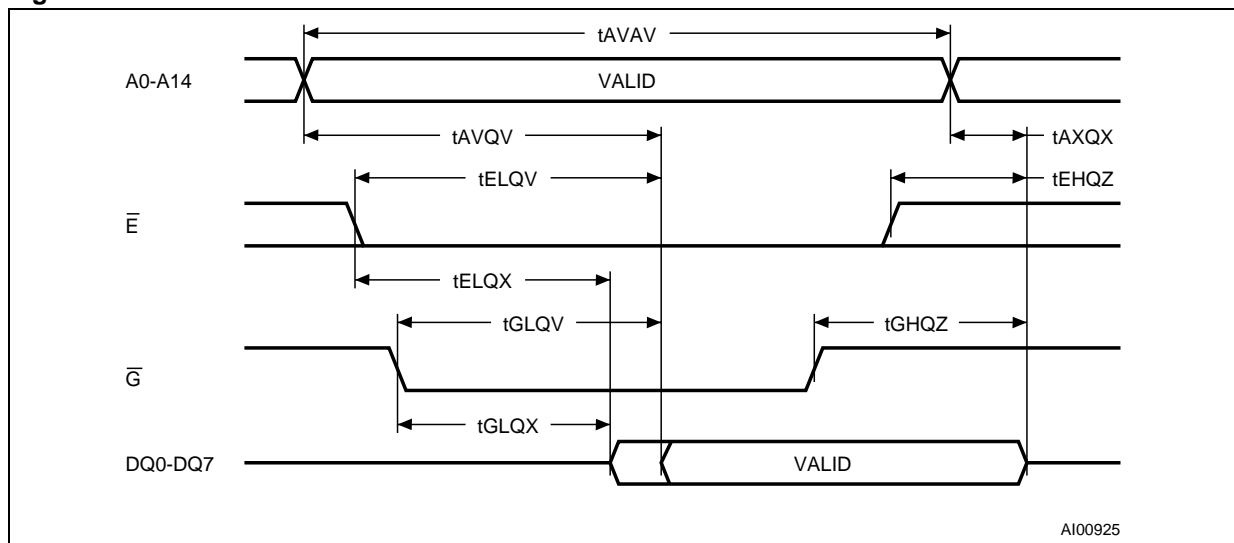 tAVAV
A0-A14
VALID
tAVQV
tAXQX
tELQV
tEHQZ
E̅
tELQX
tGLQV
tGHQZ
G̅
tGLQX
DQ0-DQ7
VALID
AI00925